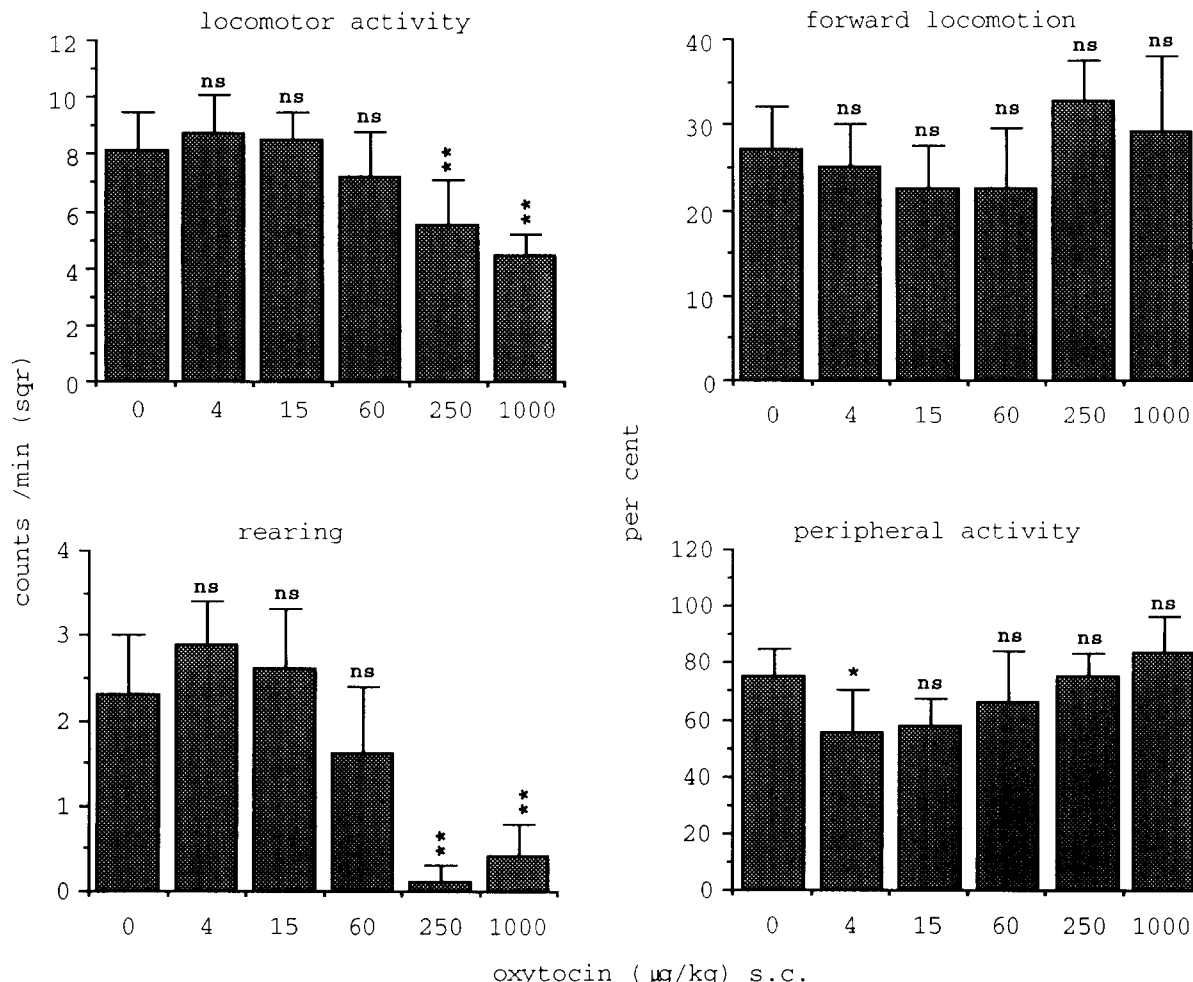 locomotor activity
12
10
8
6
4
2
0
ns
ns
ns
**
**
0 4 15 60 250 1000
forward locomotion
40
30
20
10
0
ns
ns
ns
ns
ns
0 4 15 60 250 1000
counts /min (sqr)
per cent
rearing
4
3
2
1
0
ns
ns
ns
**
**
0 4 15 60 250 1000
peripheral activity
120
100
80
60
40
20
0
*
ns
ns
ns
ns
0 4 15 60 250 1000
oxytocin (µg/kg) s.c.